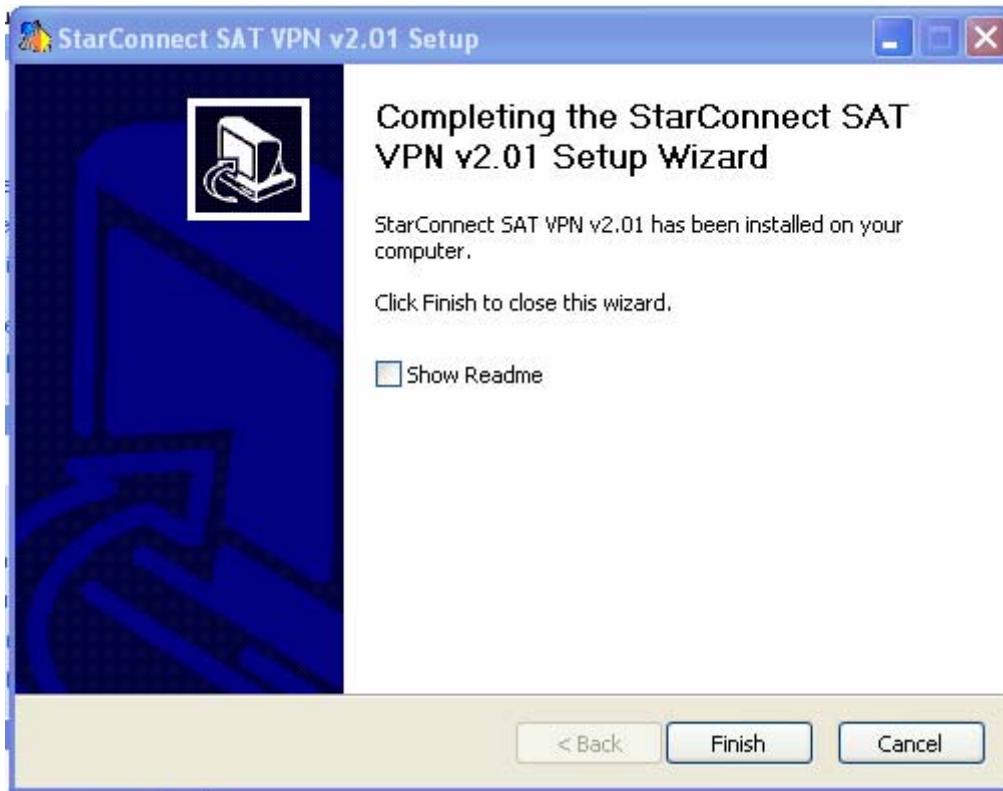 StarConnect SAT VPN v2.01 Setup
Completing the StarConnect SAT
VPN v2.01 Setup Wizard
StarConnect SAT VPN v2.01 has been installed on your
computer.
Click Finish to close this wizard.
Show Readme
< Back
Finish
Cancel